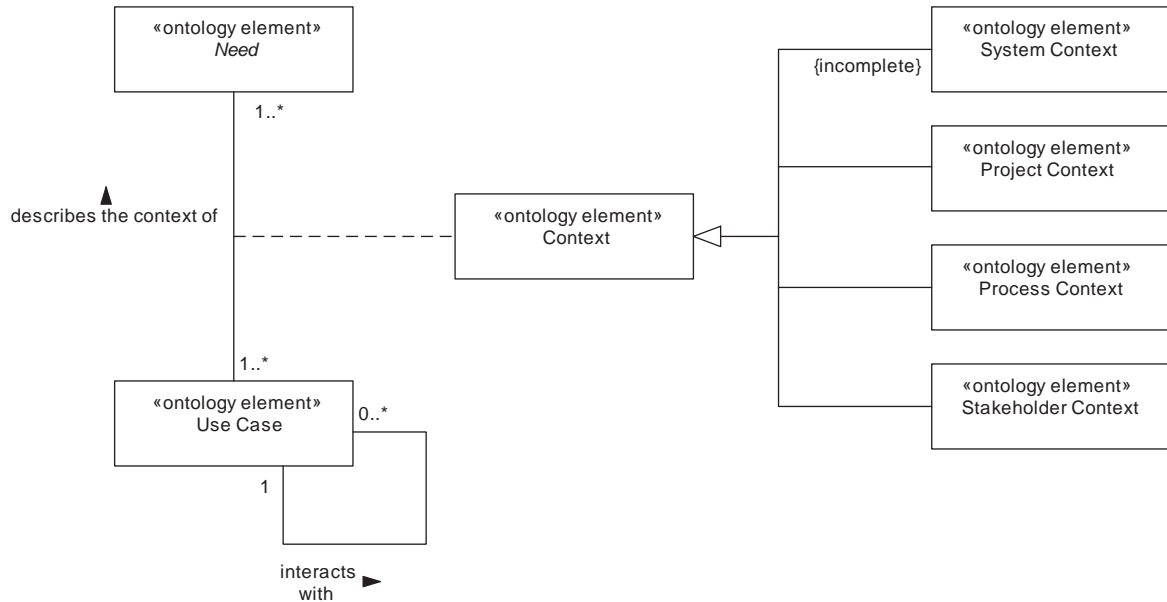 «ontology element»
Need
1..*
describes the context of
1..*
«ontology element»
Use Case
0..*
1
interacts
with
«ontology element»
Context
{incomplete}
«ontology element»
System Context
«ontology element»
Project Context
«ontology element»
Process Context
«ontology element»
Stakeholder Context